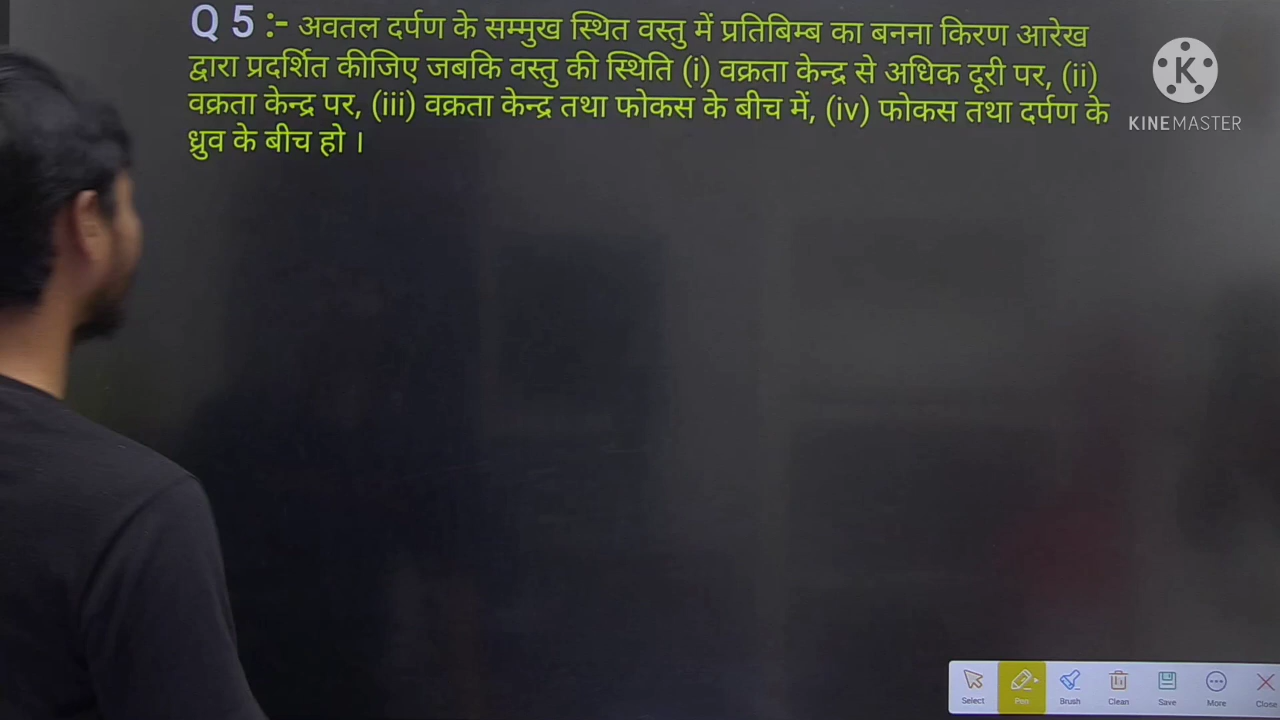 Q 5 :- अवतल दर्पण के सम्मुख स्थित वस्तु में प्रतिबिम्ब का बनना किरण आरेख
द्वारा प्रदर्शित कीजिए जबकि वस्तु की स्थिति (i) वक्रता केन्द्र से अधिक दूरी पर, (ii)
वक्रता केन्द्र पर, (iii) वक्रता केन्द्र तथा फोकस के बीच में, (iv) फोकस तथा दर्पण के
ध्रुव के बीच हो ।
K
KINEMASTER
Select Pen Brush Clean Save More Close